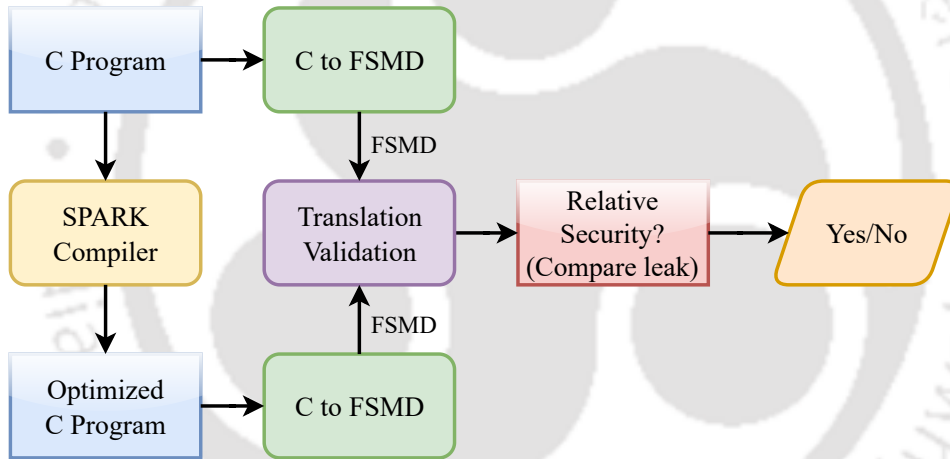 C Program
C to FSMD
FSMD
SPARK
Compiler
Translation
Validation
Relative
Security?
(Compare leak)
Yes/No
FSMD
Optimized
C Program
C to FSMD